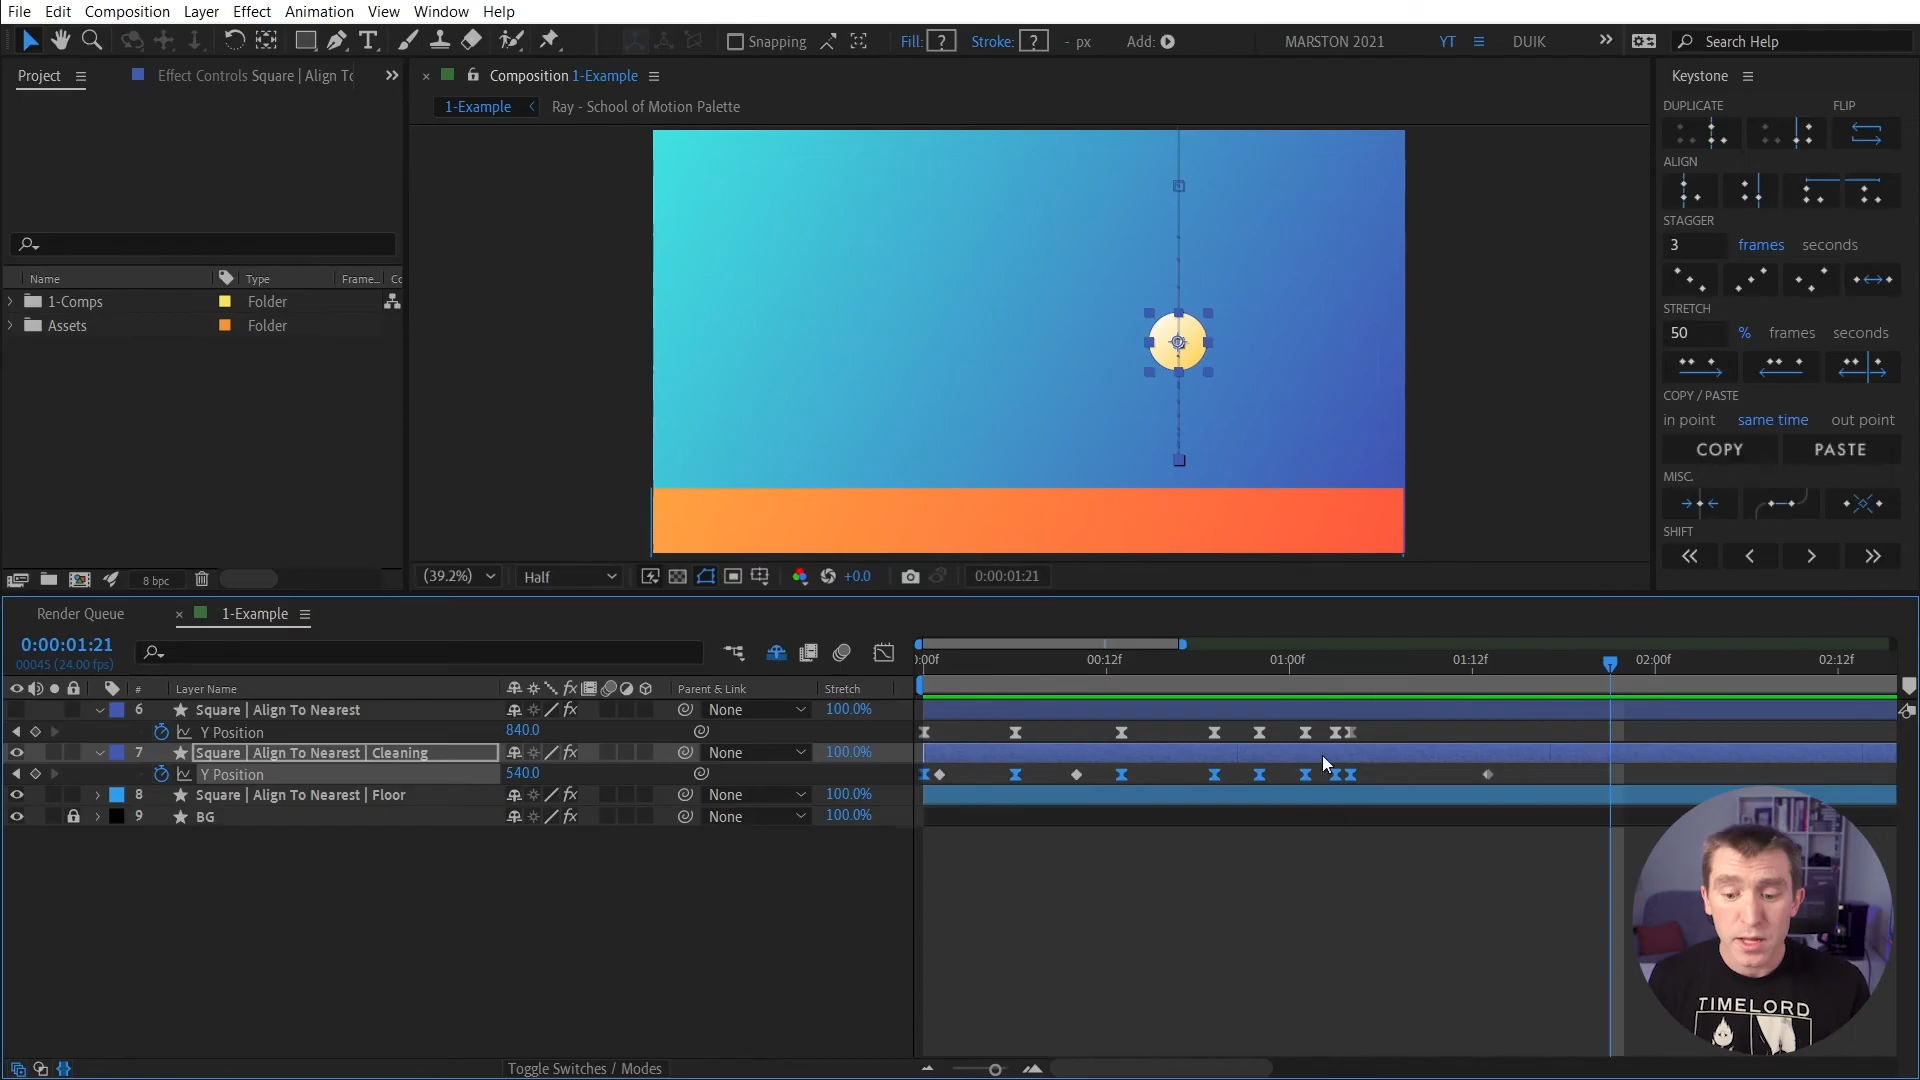 File Edit Composition Layer Effect Animation View Window Help
Snapping Fill: ? Stroke: ? - px Add: MARSTON 2021 YT DUIK Search Help
Project Effect Controls Square | Align To
Composition 1-Example
Keystone
1-Example Ray - School of Motion Palette
DUPLICATE FLIP
ALIGN
STAGGER
3 frames seconds
STRETCH
50 % frames seconds
COPY / PASTE
in point same time out point
COPY PASTE
MISC.
SHIFT
Name Type Frame...
1-Comps Folder
Assets Folder
8 bpc
(39.2%) Half +0.0 0:00:01:21
Render Queue 1-Example
0:00:01:21
00045 (24.00 fps)
:00f 00:12f 01:00f 01:12f 02:00f 02:12f
# Layer Name fx Parent & Link Stretch
6 Square | Align To Nearest fx None 100.0%
Y Position 840.0
7 Square | Align To Nearest | Cleaning fx None 100.0%
Y Position 540.0
8 Square | Align To Nearest | Floor fx None 100.0%
9 BG fx None 100.0%
Toggle Switches / Modes
TIMELORD